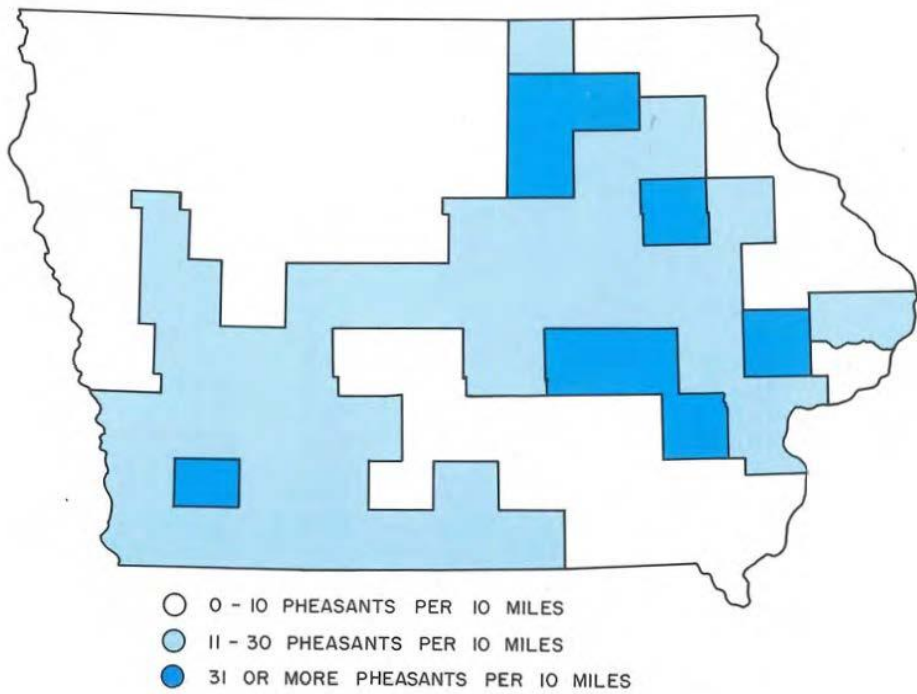 0 - 10 PHEASANTS PER 10 MILES
11 - 30 PHEASANTS PER 10 MILES
31 OR MORE PHEASANTS PER 10 MILES